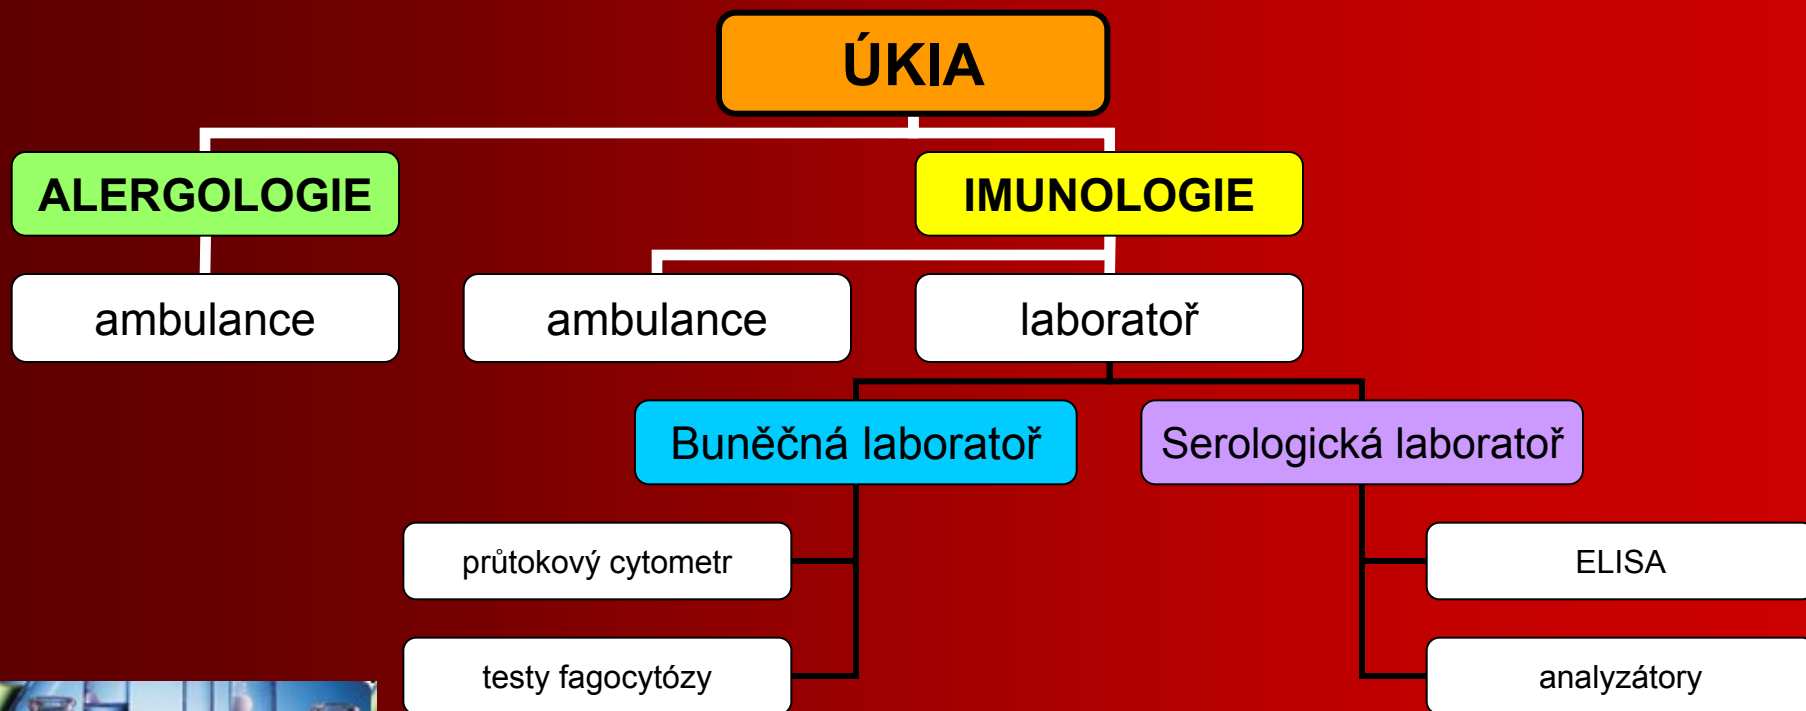 ÚKIA
ALERGOLOGIE
IMUNOLOGIE
ambulance
ambulance
laboratoř
Buněčná laboratoř
Serologická laboratoř
průtokový cytometr
ELISA
testy fagocytózy
analyzátory